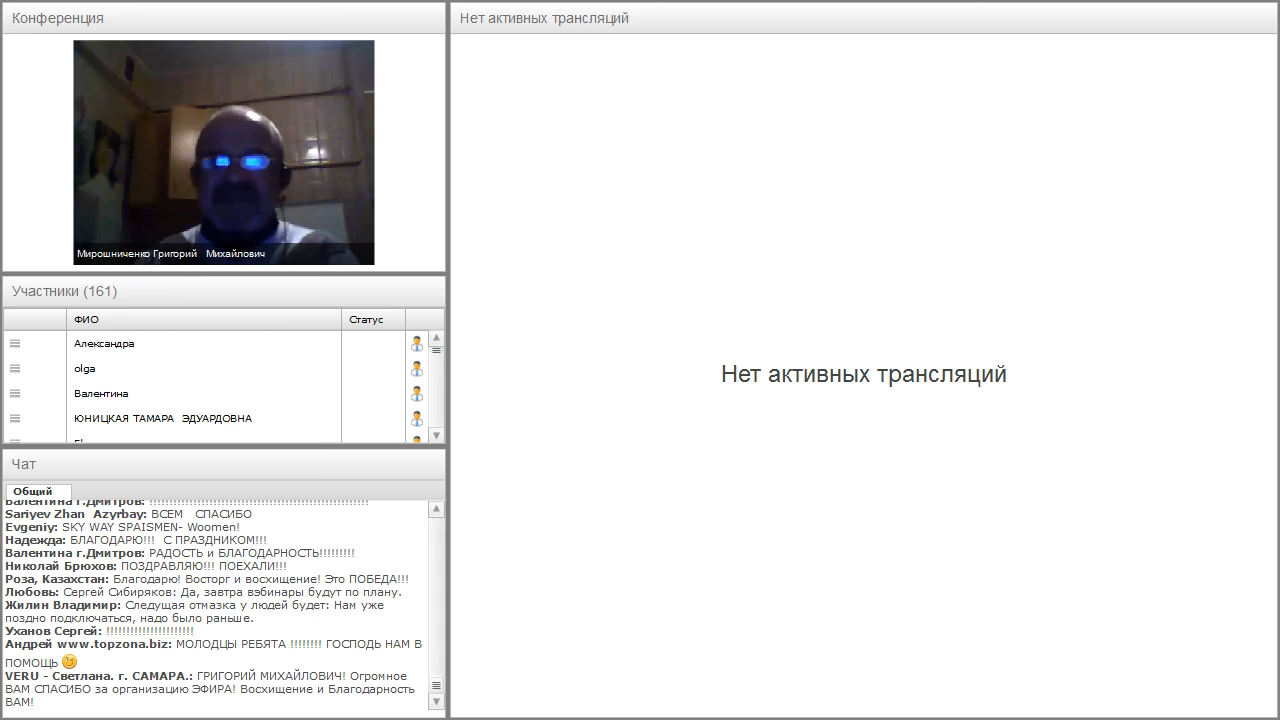 Конференция
Мирошниченко Григорий Михайлович
Участники (161)
ФИО Статус
Александра
olga
Валентина
ЮНИЦКАЯ ТАМАРА ЭДУАРДОВНА
Чат
Общий
Валентина г.Дмитров: !!!!!!!!!!!!!!!!!!!!!!!!!!!!!!!!!!!!!!!!!!!!!!!!!!!!!!
Sariyev Zhan Azyrbay: ВСЕМ СПАСИБО
Evgeniy: SKY WAY SPAISMEN- Woomen!
Надежда: БЛАГОДАРЮ!!! С ПРАЗДНИКОМ!!!
Валентина г.Дмитров: РАДОСТЬ и БЛАГОДАРНОСТЬ!!!!!!!!!
Николай Брюхов: ПОЗДРАВЛЯЮ!!! ПОЕХАЛИ!!!
Роза, Казахстан: Благодарю! Восторг и восхищение! Это ПОБЕДА!!!
Любовь: Сергей Сибиряков: Да, завтра вэбинары будут по плану.
Жилин Владимир: Следущая отмазка у людей будет: Нам уже
поздно подключаться, надо было раньше.
Уханов Сергей: !!!!!!!!!!!!!!!!!!!!!!
Андрей www.topzona.biz: МОЛОДЦЫ РЕБЯТА !!!!!!!! ГОСПОДЬ НАМ В
ПОМОЩЬ
VERU - Светлана. г. САМАРА.: ГРИГОРИЙ МИХАЙЛОВИЧ! Огромное
ВАМ СПАСИБО за организацию ЭФИРА! Восхищение и Благодарность
ВАМ!
Нет активных трансляций
Нет активных трансляций